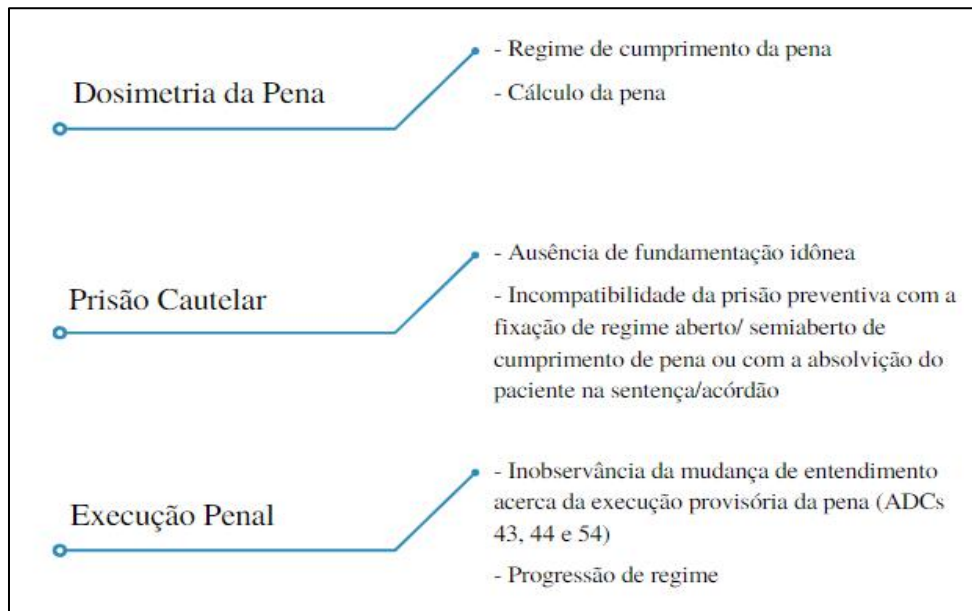 Dosimetria da Pena
- Regime de cumprimento da pena
- Cálculo da pena
Prisão Cautelar
- Ausência de fundamentação idônea
- Incompatibilidade da prisão preventiva com a
fixação de regime aberto/ semiaberto de
cumprimento de pena ou com a absolvição do
paciente na sentença/acórdão
Execução Penal
- Inobservância da mudança de entendimento
acerca da execução provisória da pena (ADCs
43, 44 e 54)
- Progressão de regime